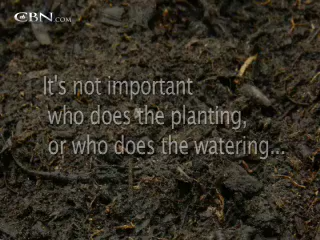 CBN.COM
It's not important
who does the planting,
or who does the watering...